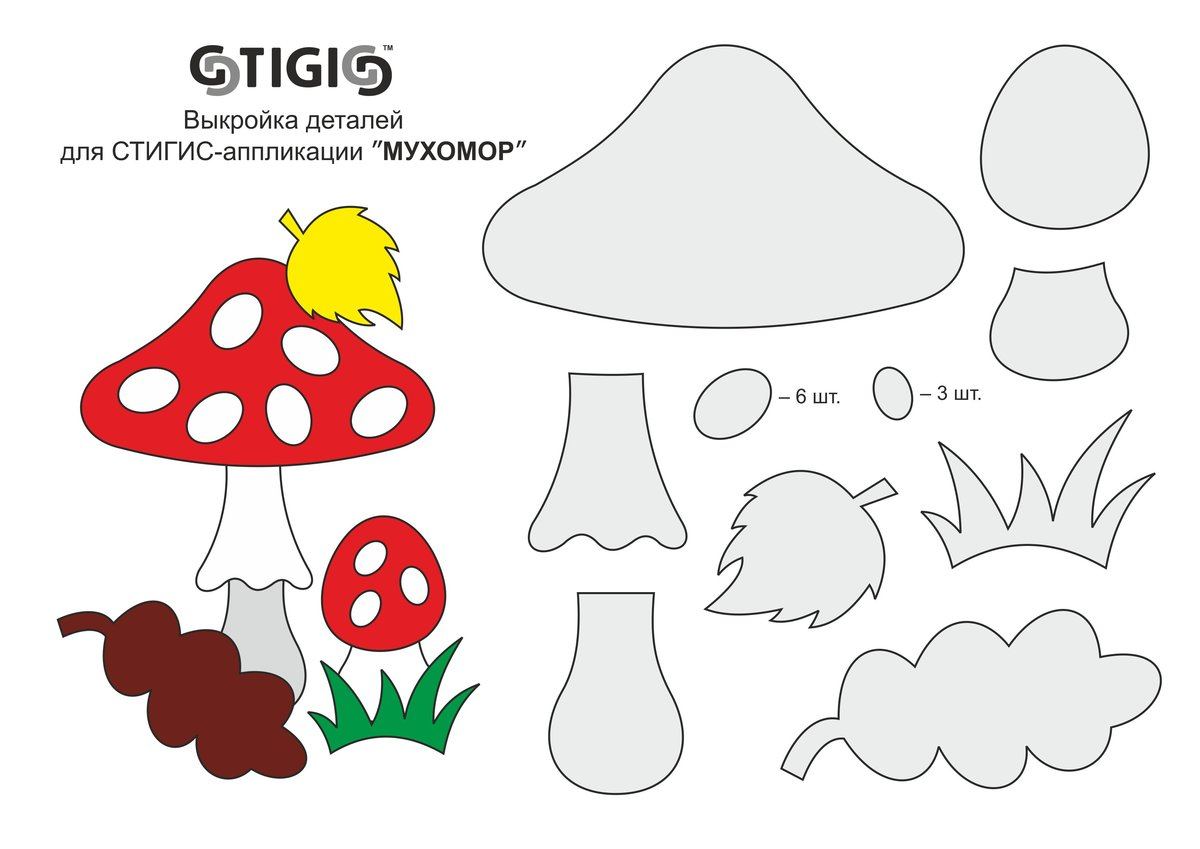 STIGIS™
Выкройка деталей
для СТИГИС-аппликации "МУХОМОР"
– 6 шт.
– 3 шт.